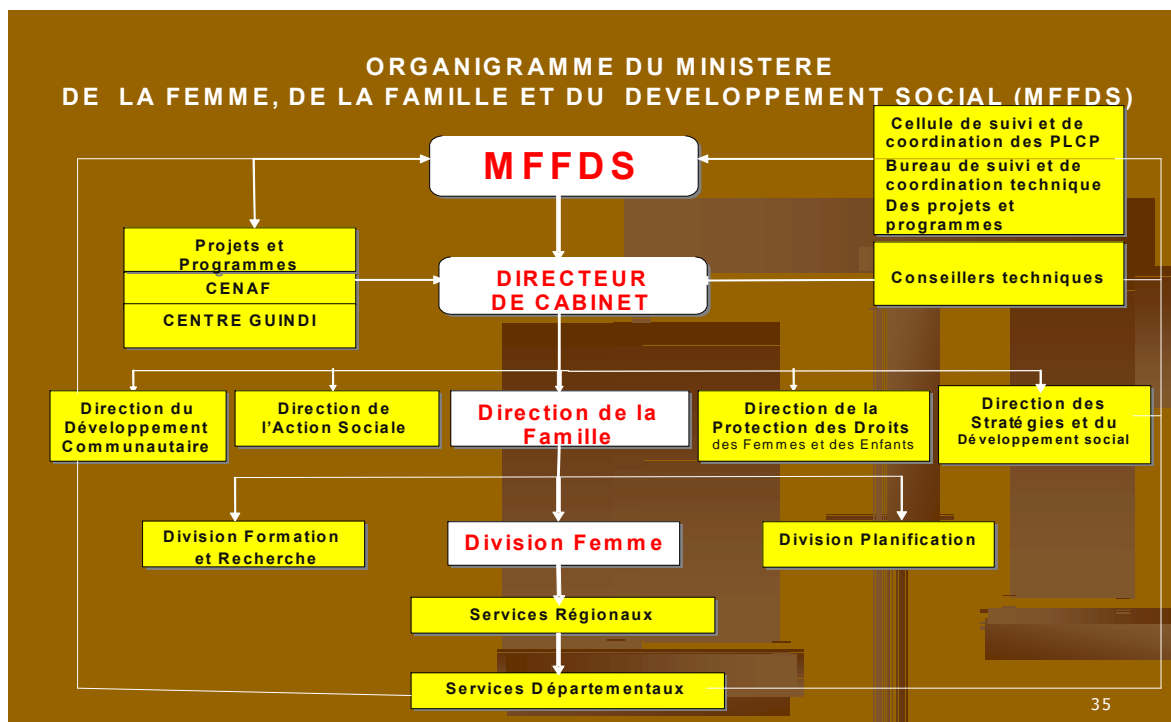 ORGANIGRAMME DU MINISTERE
DE LA FEMME, DE LA FAMILLE ET DU DEVELOPPEMENT SOCIAL (MFFDS)
Cellule de suivi et de
coordination des PLCP
Bureau de suivi et de
coordination technique
Des projets et
programmes
MFFDS
Projets et
Programmes
CENAF
CENTRE GUINDI
DIRECTEUR
DE CABINET
Conseillers techniques
Direction du
Développement
Communautaire
Direction de
l'Action Sociale
Direction de la
Famille
Direction de la
Protection des Droits
des Femmes et des Enfants
Direction des
Stratégies et du
Développement social
Division Formation
et Recherche
Division Femme
Division Planification
Services Régionaux
Services Départementaux
35